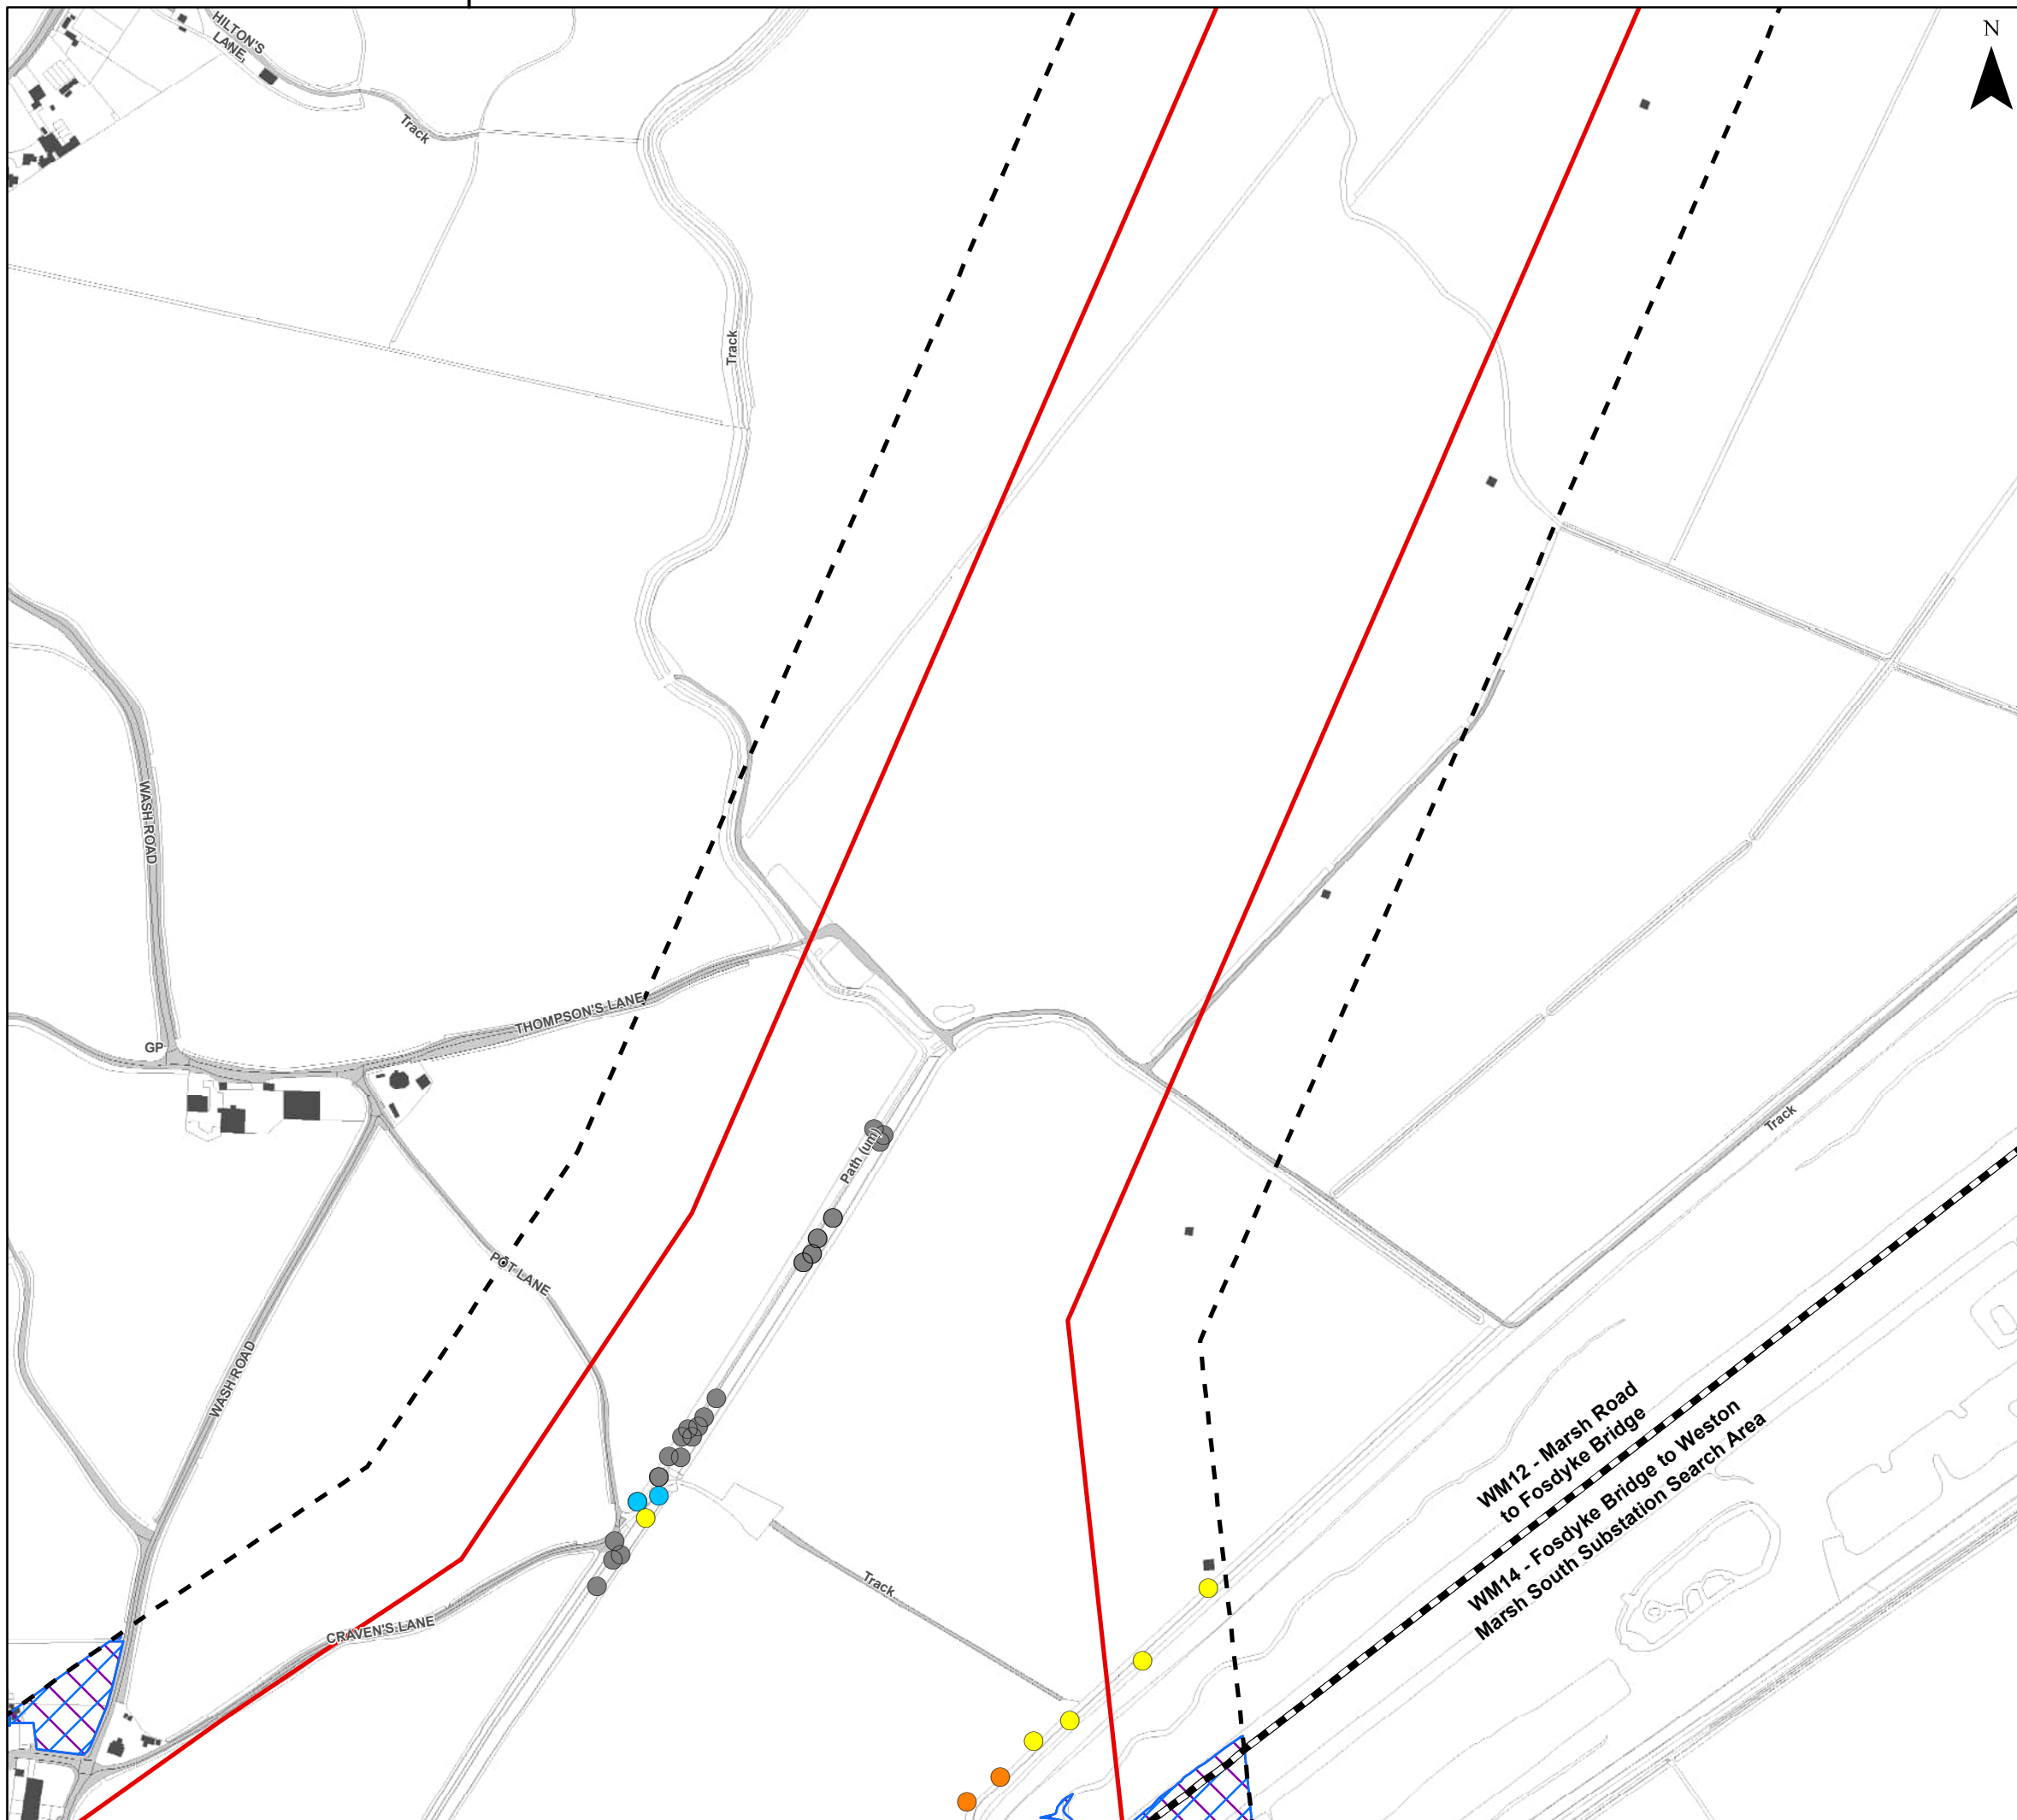 HILTON'S
LANE,
N
Track
Track
WASH ROAD
THOMPSON'S LANE
GP
Track
Path (um)
POT LANE
WASH ROAD
WM12 - Marsh Road
to Fosdyke Bridge
WM14 - Fosdyke Bridge to Weston
Marsh South Substation Search Area
Track
CRAVEN'S LANE